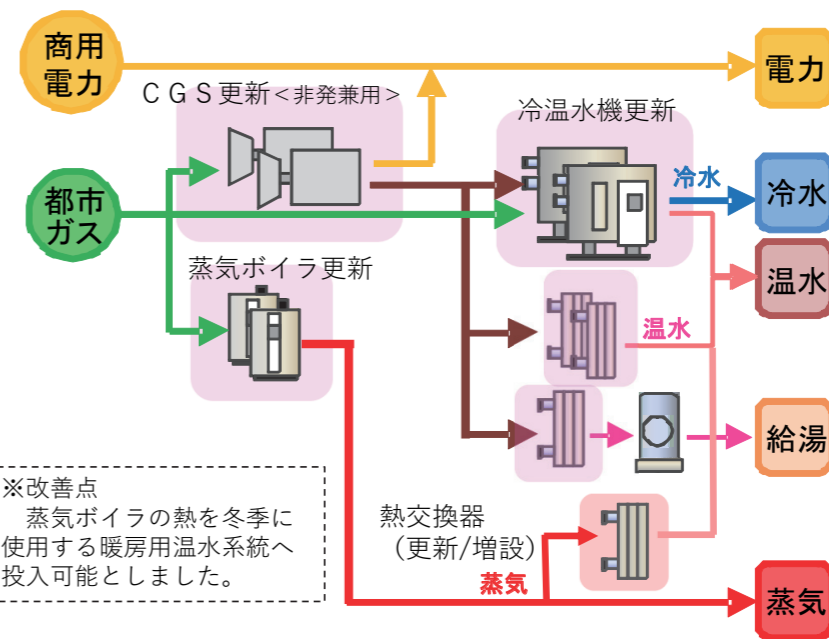 商用
電力
電力
ＣＧＳ更新<非発兼用>
冷温水機更新
冷水
冷水
都市
ガス
温水
蒸気ボイラ更新
温水
給湯
※改善点
蒸気ボイラの熱を冬季に
使用する暖房用温水系統へ
投入可能としました。
熱交換器
（更新/増設）
蒸気
蒸気